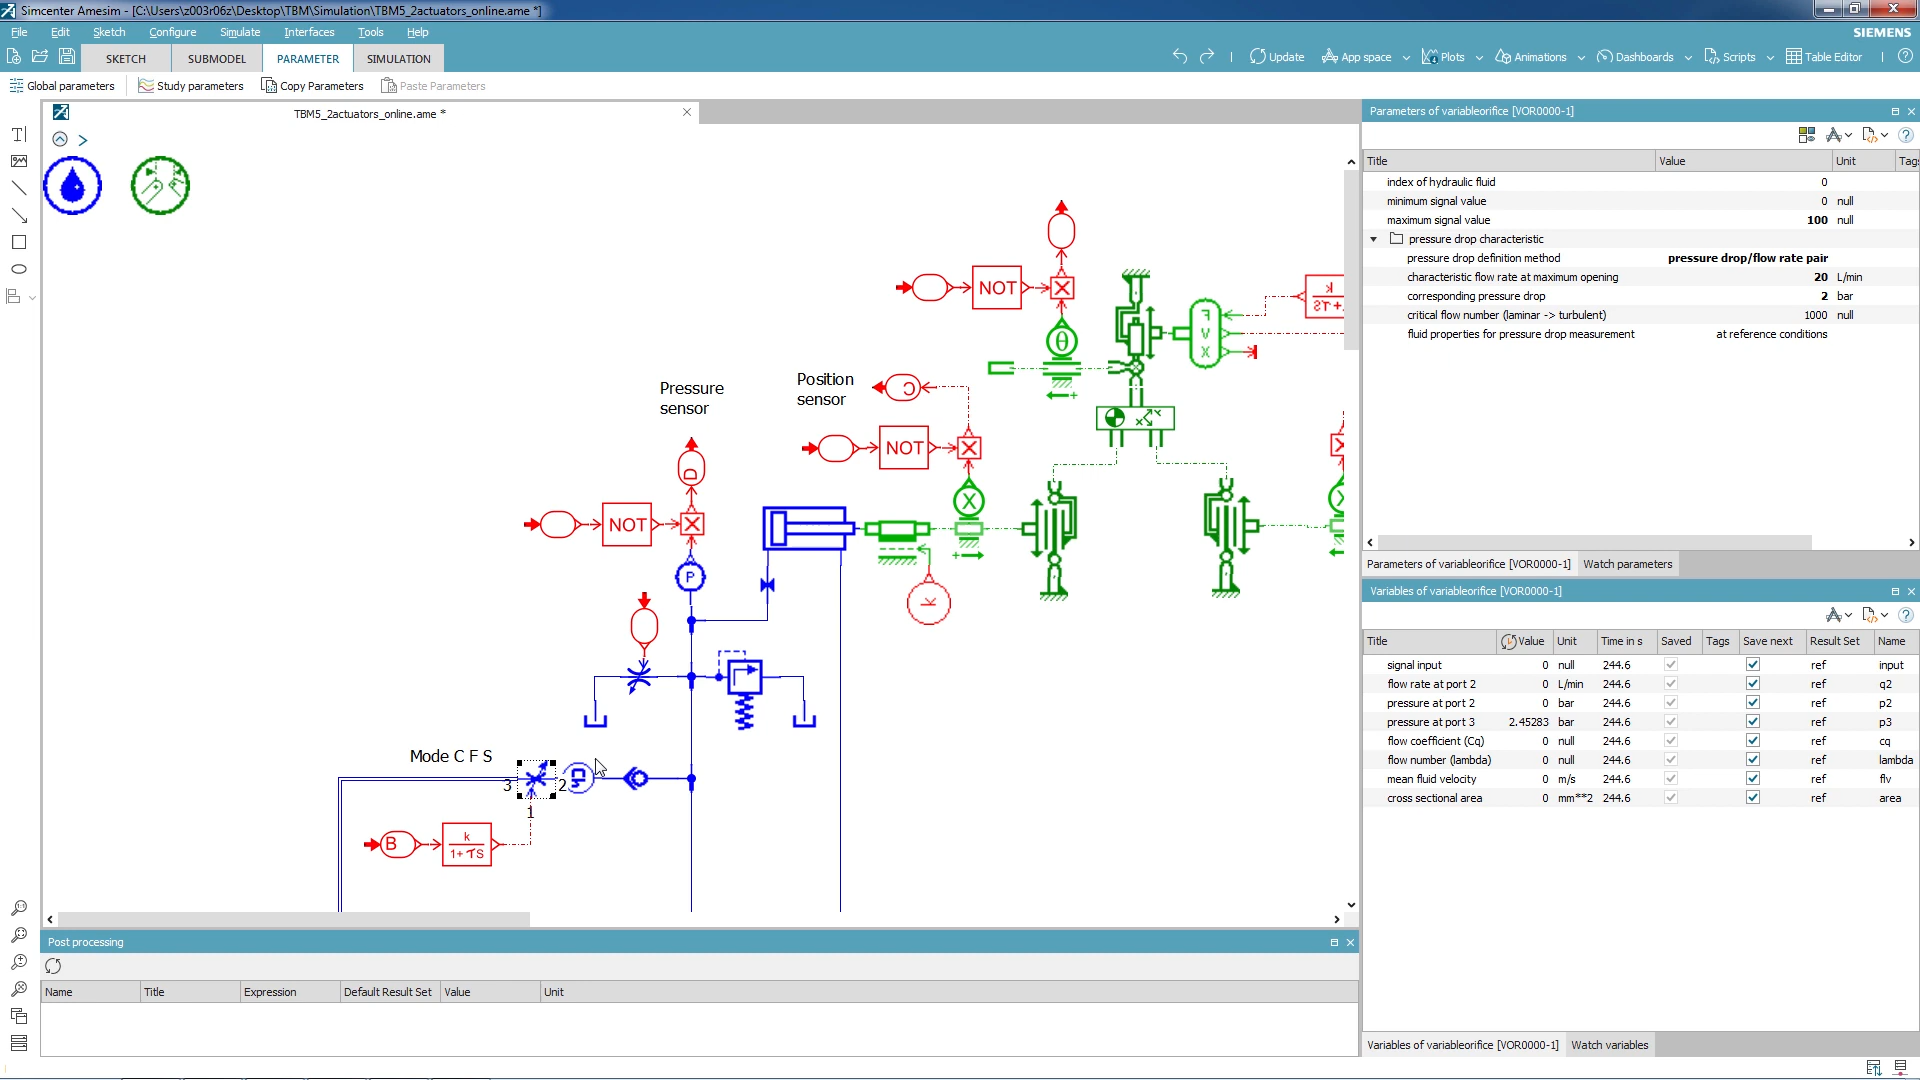 Simcenter Amesim - [C:\Users\z003r06z\Desktop\TBM\Simulation\TBM5_2actuators_online.ame *]
File Edit Sketch Configure Simulate Interfaces Tools Help
SIEMENS
SKETCH SUBMODEL PARAMETER SIMULATION
Update App space Plots Animations Dashboards Scripts Table Editor
Global parameters Study parameters Copy Parameters Paste Parameters
TBM5_2actuators_online.ame *
NOT
θ
F
V
X
k
Pressure
sensor
Position
sensor
C
NOT
X
D
NOT
P
k
Mode C F S
3
2
1
B
k
1+TS
Post processing
Name Title Expression Default Result Set Value Unit
Parameters of variableorifice [VOR0000-1]
Title Value Unit Tags
index of hydraulic fluid 0
minimum signal value 0 null
maximum signal value 100 null
pressure drop characteristic
pressure drop definition method pressure drop/flow rate pair
characteristic flow rate at maximum opening 20 L/min
corresponding pressure drop 2 bar
critical flow number (laminar -> turbulent) 1000 null
fluid properties for pressure drop measurement at reference conditions
Parameters of variableorifice [VOR0000-1] Watch parameters
Variables of variableorifice [VOR0000-1]
Title Value Unit Time in s Saved Tags Save next Result Set Name
signal input 0 null 244.6 ref input
flow rate at port 2 0 L/min 244.6 ref q2
pressure at port 2 0 bar 244.6 ref p2
pressure at port 3 2.45283 bar 244.6 ref p3
flow coefficient (Cq) 0 null 244.6 ref cq
flow number (lambda) 0 null 244.6 ref lambda
mean fluid velocity 0 m/s 244.6 ref flv
cross sectional area 0 mm**2 244.6 ref area
Variables of variableorifice [VOR0000-1] Watch variables